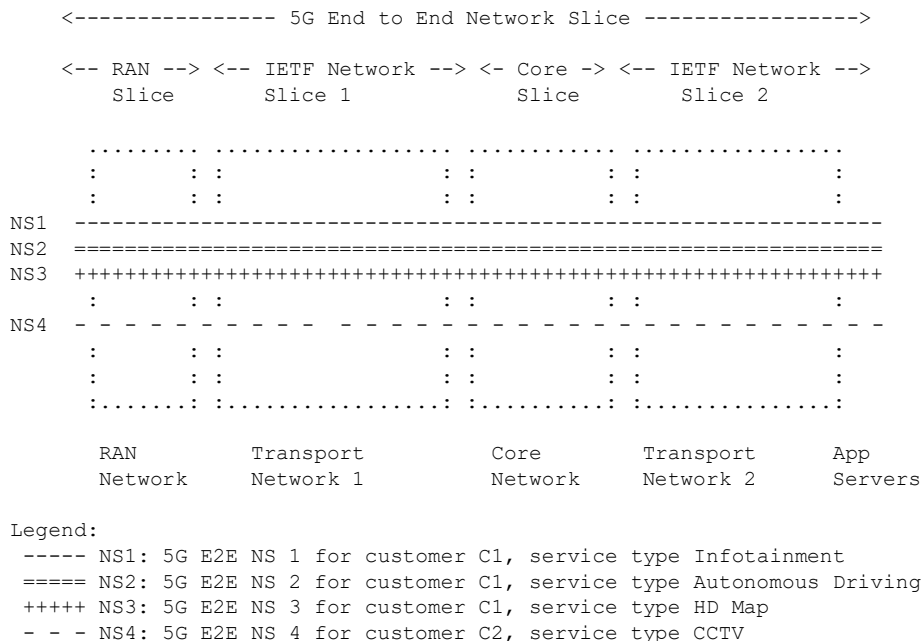 <---------------- 5G End to End Network Slice ----------------->
<-- RAN --> <-- IETF Network --> <- Core -> <-- IETF Network -->
Slice Slice 1 Slice Slice 2
......... ................... ............ .................
: : : : : : :
: : : : : : :
NS1 ----------------------------------------------------------------
NS2 ================================================================
NS3 ++++++++++++++++++++++++++++++++++++++++++++++++++++++++++++++++
: : : : : : :
NS4 - - - - - - - - - - - - - - - - - - - - - - - - - - - - - - - -
: : : : : : :
: : : : : : :
:.......: :.................: :..........: :...............:
RAN Transport Core Transport App
Network Network 1 Network Network 2 Servers
Legend:
----- NS1: 5G E2E NS 1 for customer C1, service type Infotainment
===== NS2: 5G E2E NS 2 for customer C1, service type Autonomous Driving
+++++ NS3: 5G E2E NS 3 for customer C1, service type HD Map
- - - NS4: 5G E2E NS 4 for customer C2, service type CCTV